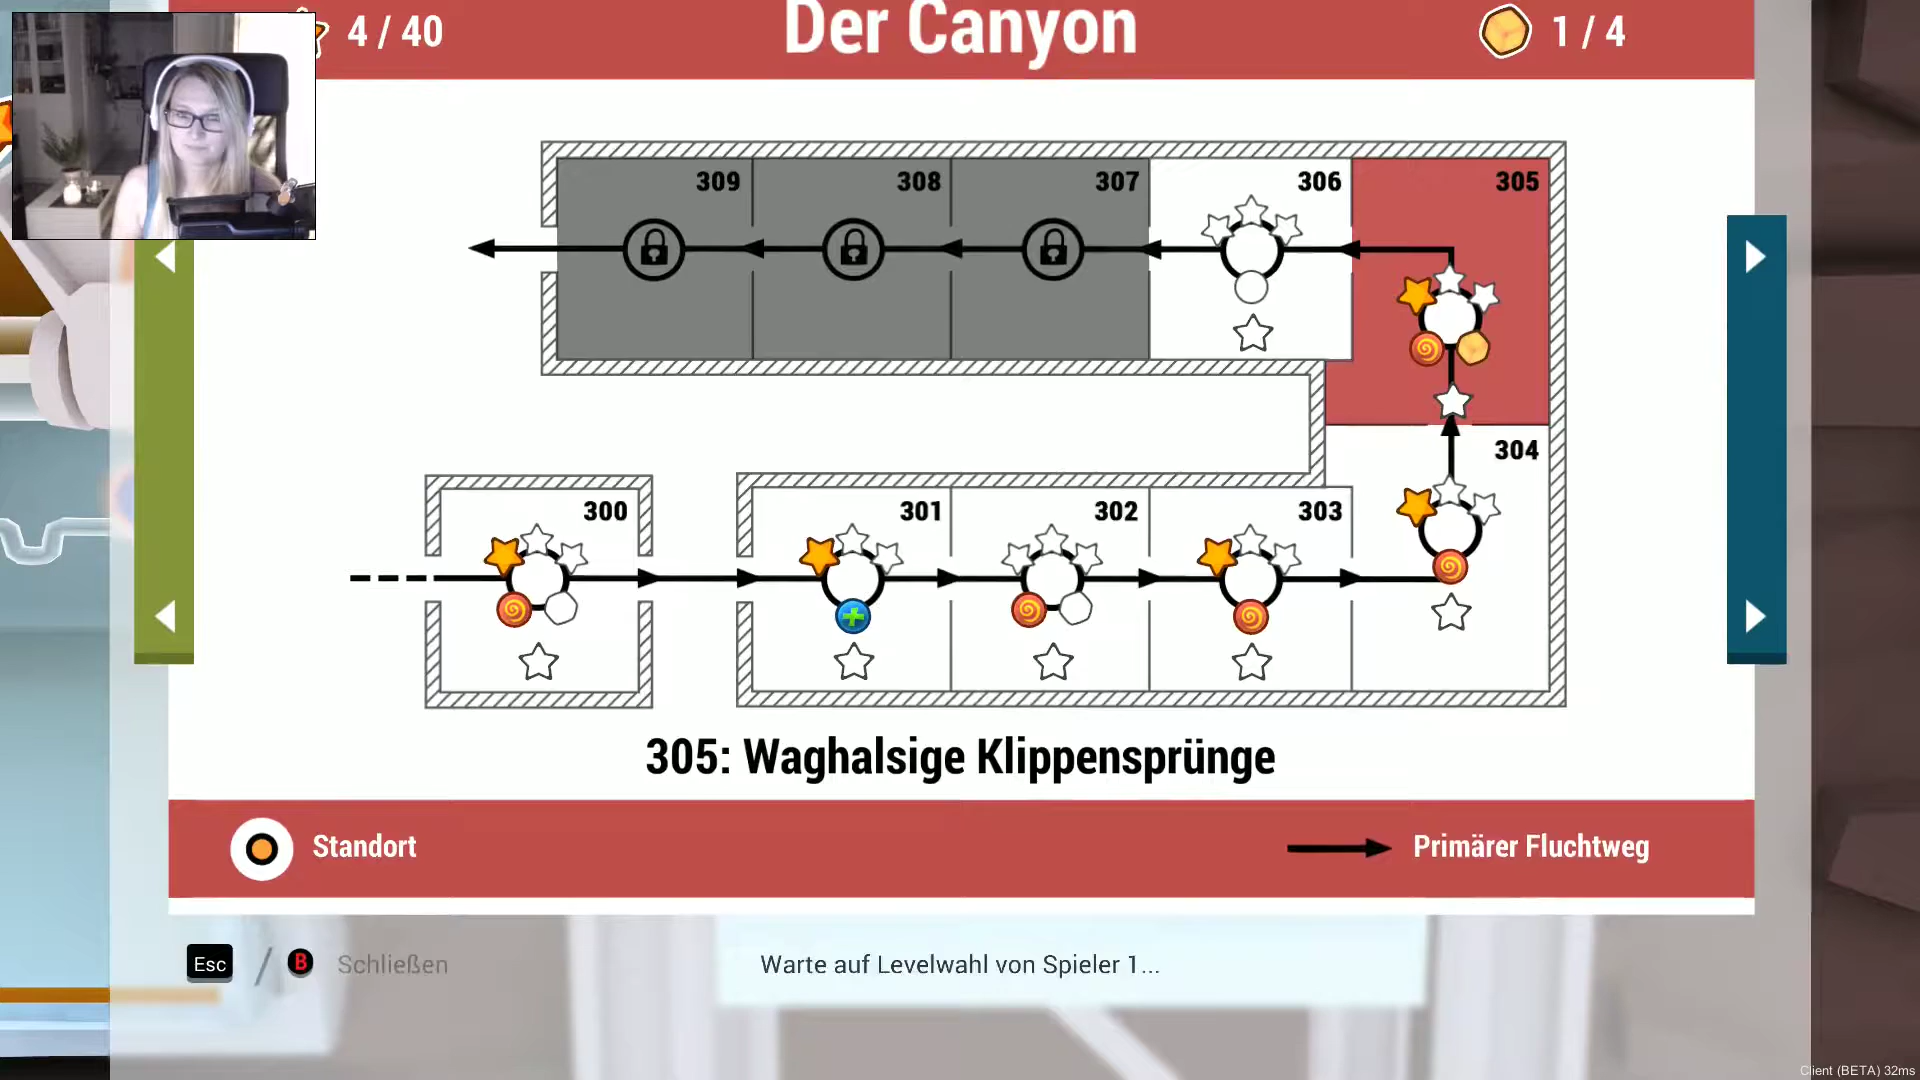 4 / 40
Der Canyon
1 / 4
309
308
307
306
305
304
300
301
302
303
305: Waghalsige Klippensprünge
Standort
Primärer Fluchtweg
Esc / B Schließen
Warte auf Levelwahl von Spieler 1...
Client (BETA) 32ms